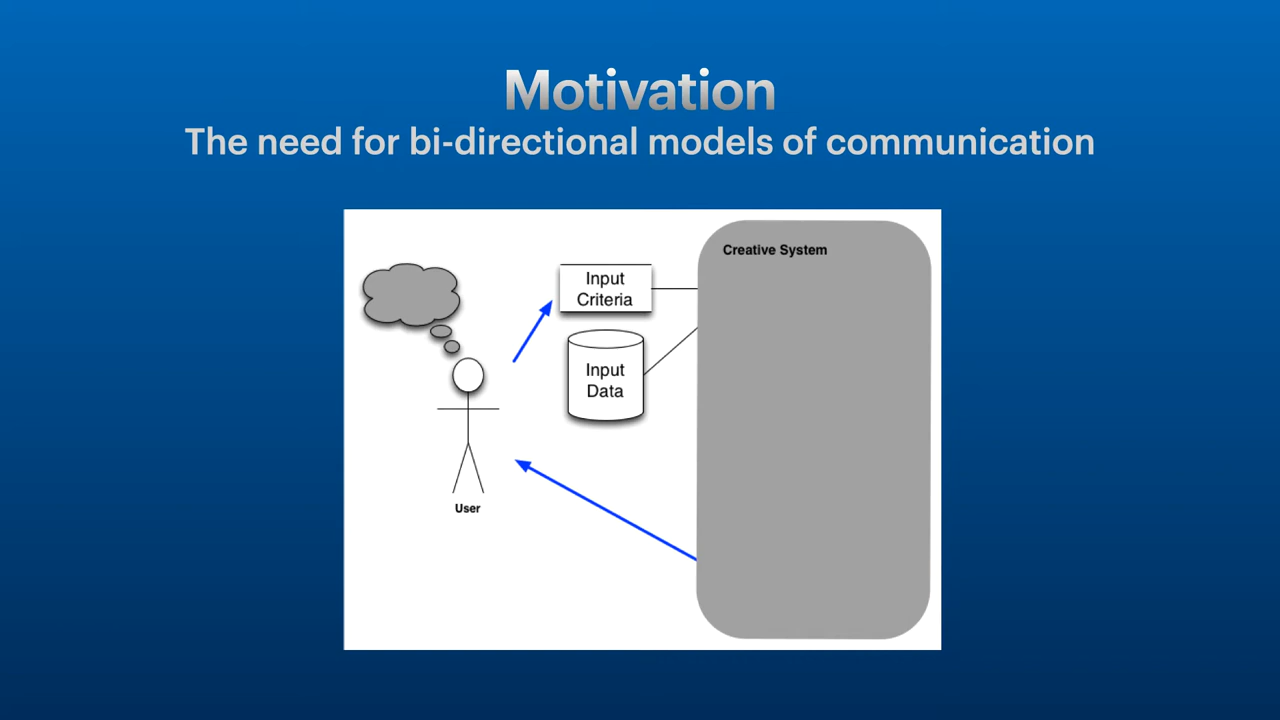 Motivation
The need for bi-directional models of communication
Creative System
Input
Criteria
Input
Data
User